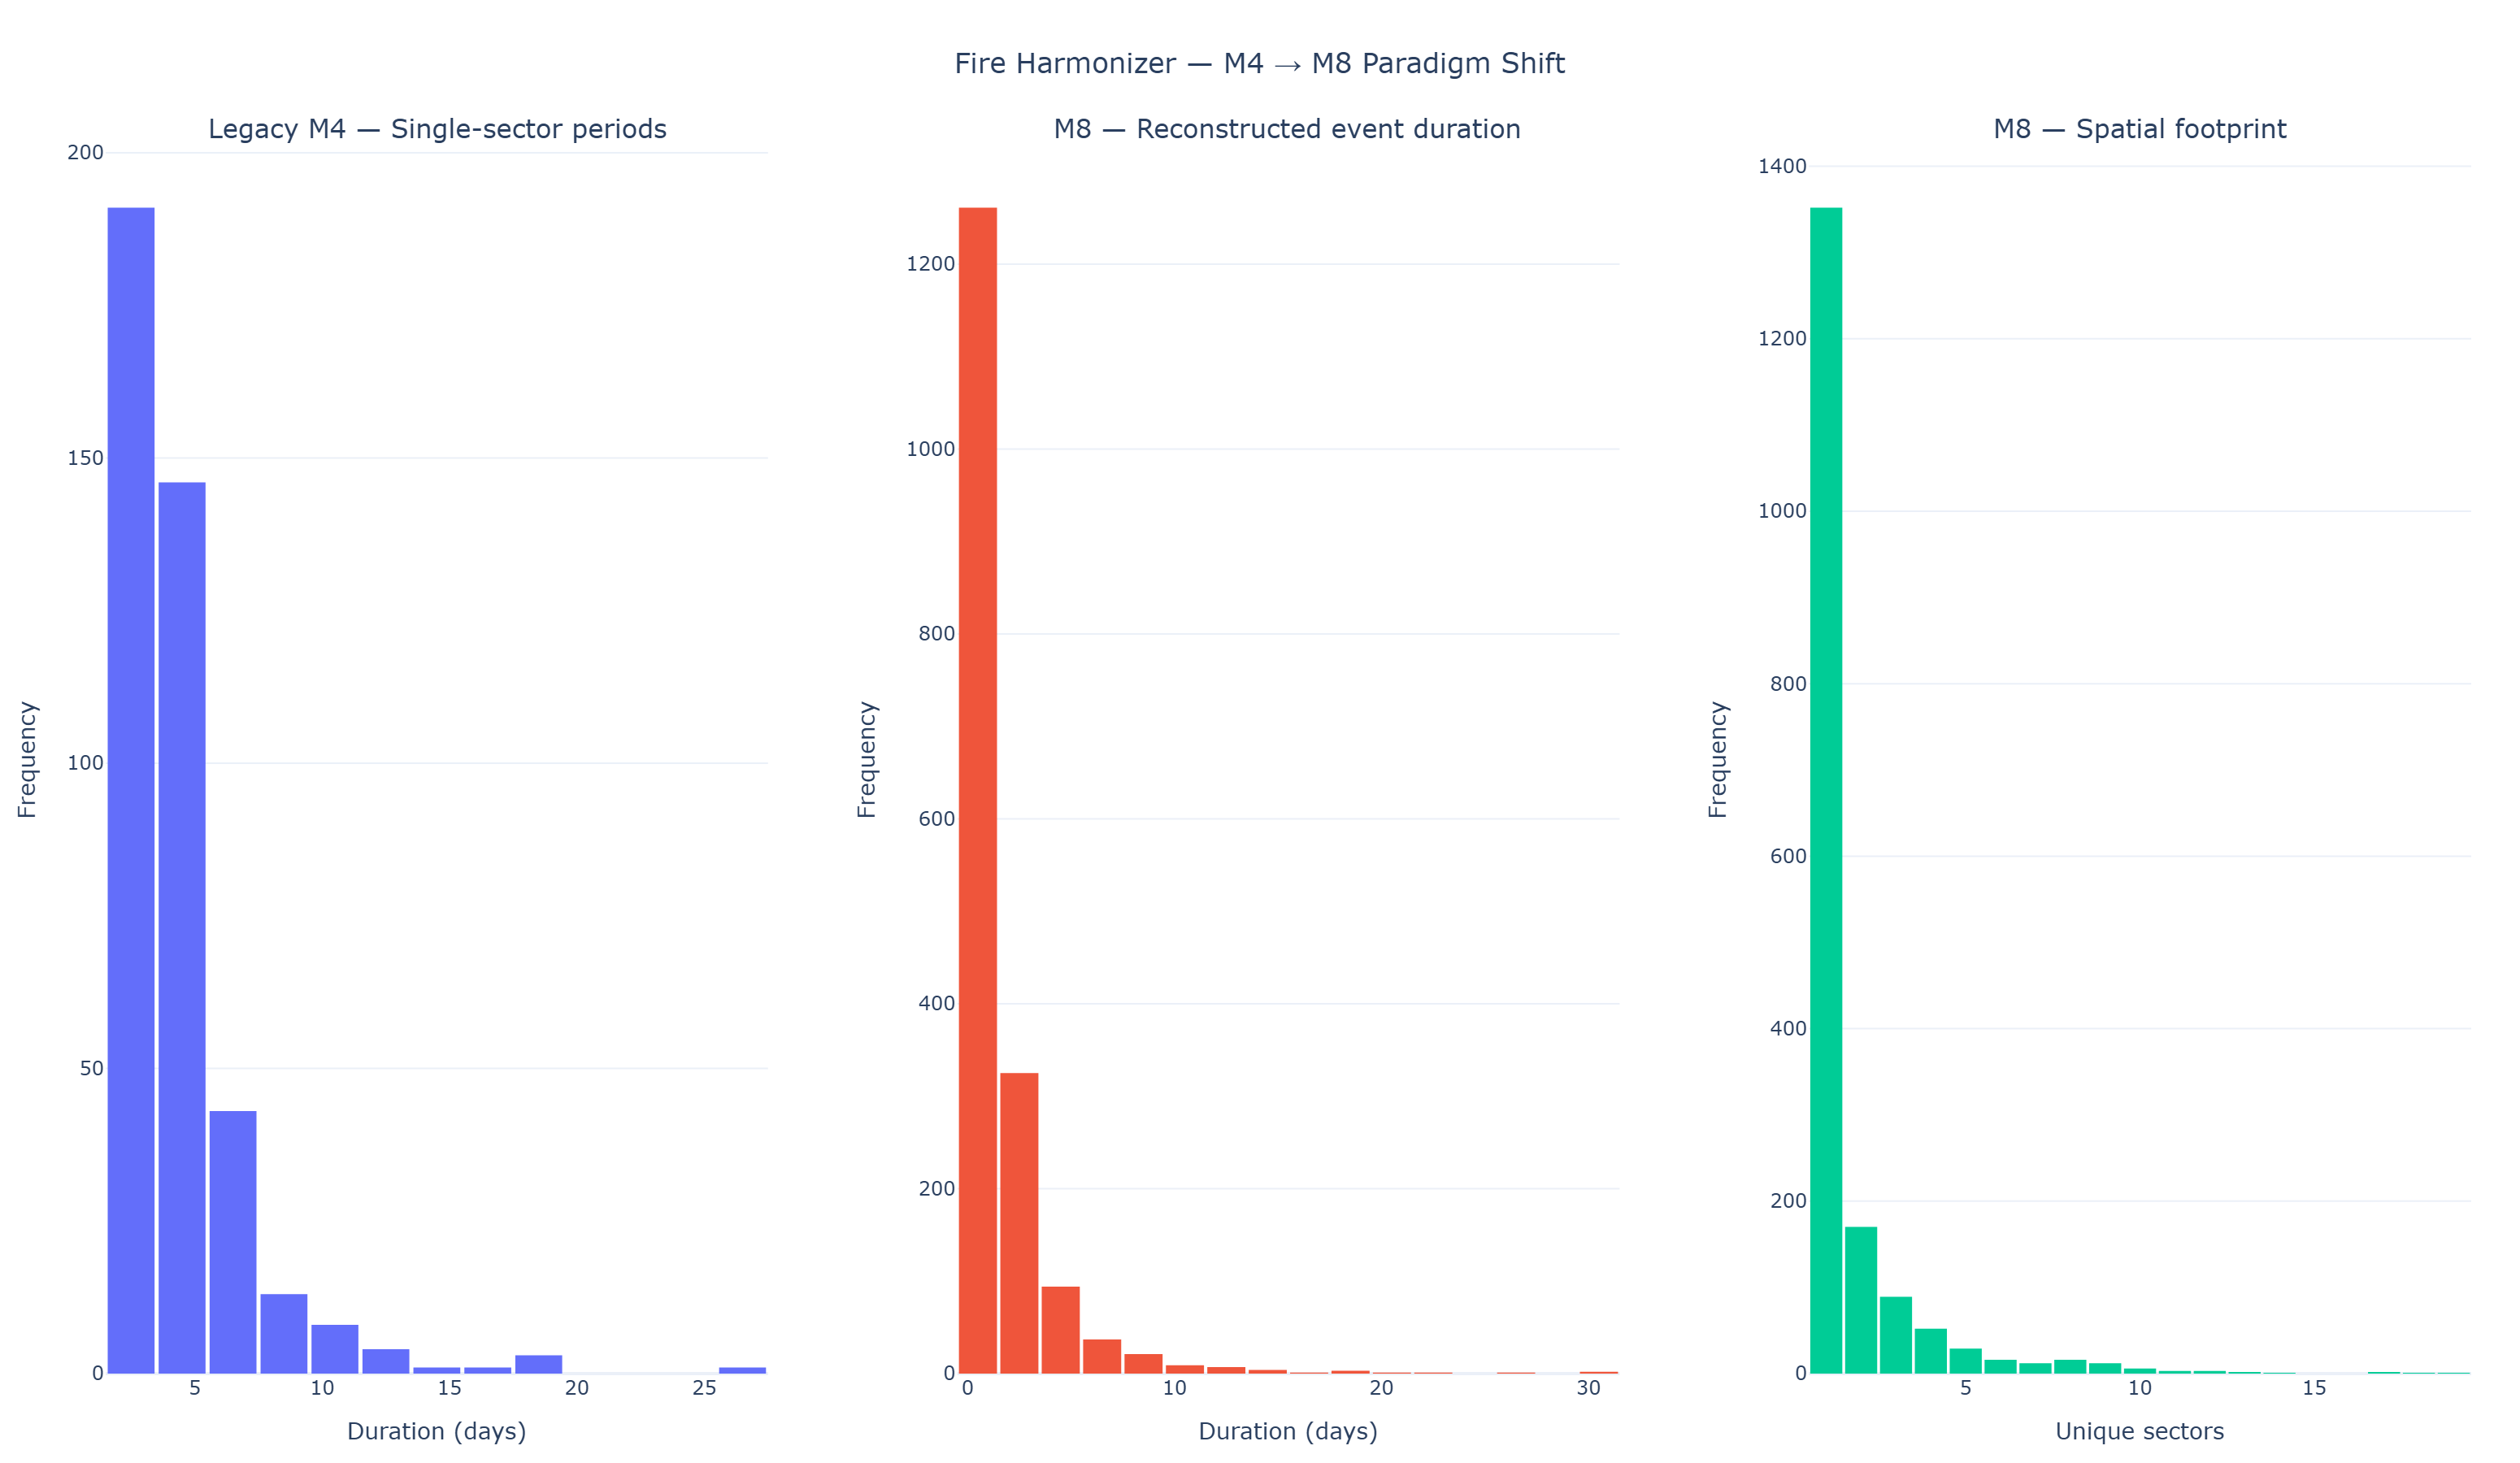 Fire Harmonizer — M4 → M8 Paradigm Shift
Legacy M4 — Single-sector periods
200
150
100
50
0
Frequency
5 10 15 20 25
Duration (days)
M8 — Reconstructed event duration
1200
1000
800
600
400
200
0
Frequency
0 10 20 30
Duration (days)
M8 — Spatial footprint
1400
1200
1000
800
600
400
200
0
Frequency
5 10 15
Unique sectors